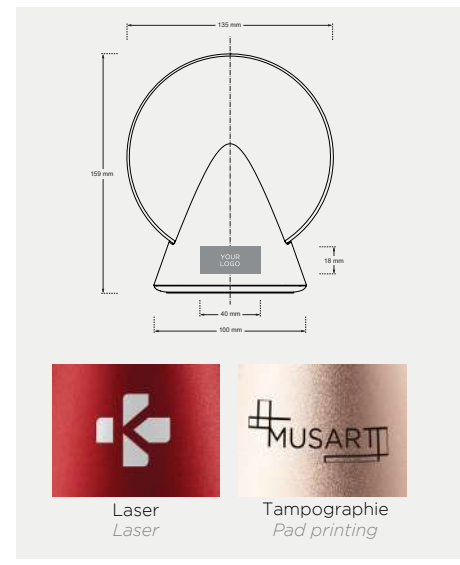 135 mm
159 mm
YOUR
LOGO
18 mm
40 mm
100 mm
MUSART
Laser
Laser
Tampographie
Pad printing